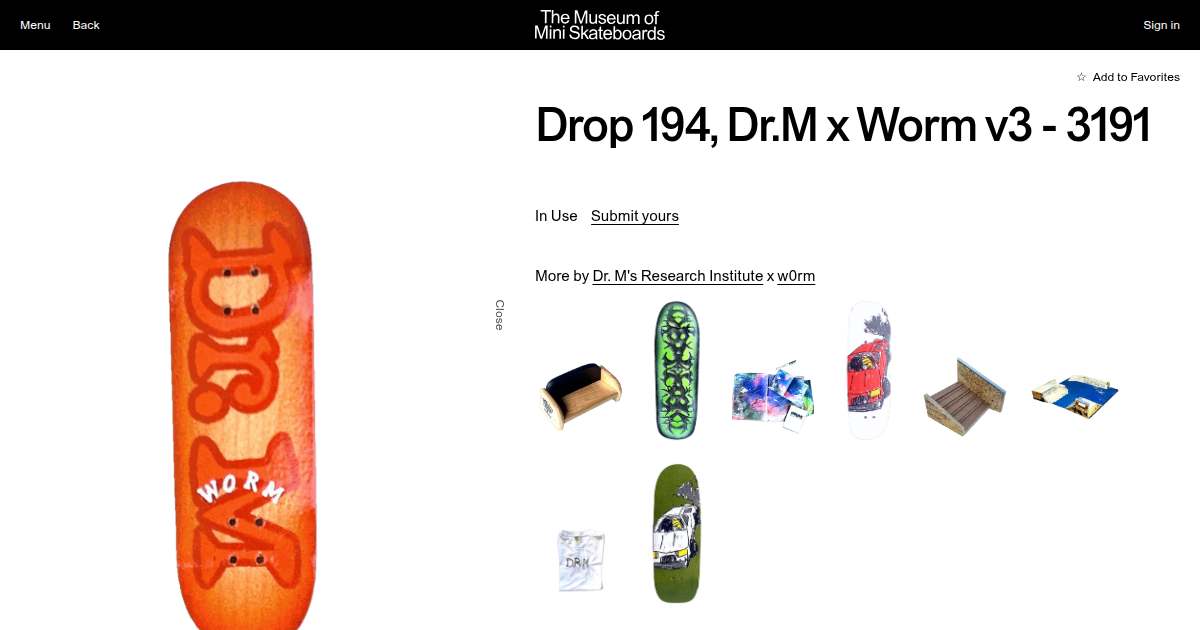 Menu
Back
The Museum of
Mini Skateboards
Sign in
☆ Add to Favorites
Drop 194, Dr.M x Worm v3 - 3191
In Use
Submit yours
More by Dr. M's Research Institute x w0rm
Close
Dr. M
WORM
DRM